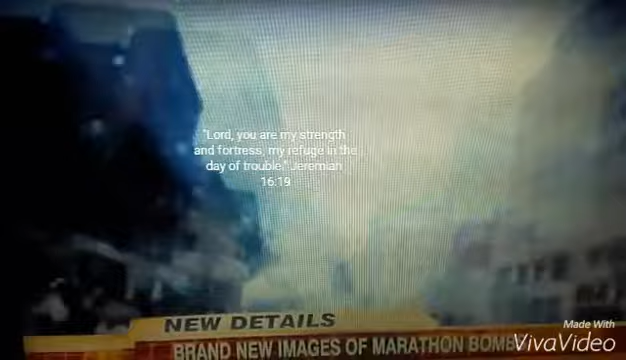 "Lord, you are my strength
and fortress, my refuge in the
day of trouble." Jeremiah
16:19
NEW DETAILS
BRAND NEW IMAGES OF MARATHON BOMB
Made With
VivaVideo